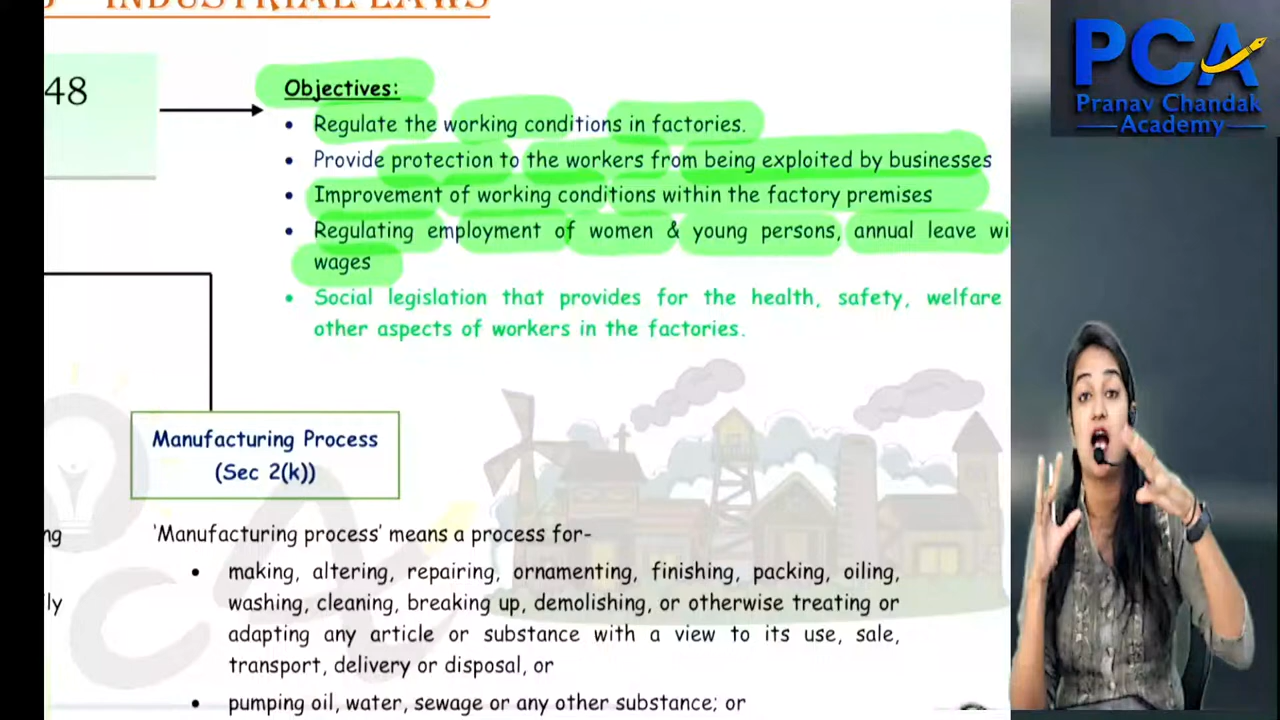 INDUSTRIAL LAWS
48
Objectives:
• Regulate the working conditions in factories.
• Provide protection to the workers from being exploited by businesses
• Improvement of working conditions within the factory premises
• Regulating employment of women & young persons, annual leave wi
wages
• Social legislation that provides for the health, safety, welfare
other aspects of workers in the factories.
Manufacturing Process
(Sec 2(k))
ng
ly
'Manufacturing process' means a process for-
• making, altering, repairing, ornamenting, finishing, packing, oiling,
washing, cleaning, breaking up, demolishing, or otherwise treating or
adapting any article or substance with a view to its use, sale,
transport, delivery or disposal, or
• pumping oil, water, sewage or any other substance; or
PCA
Pranav Chandak
Academy